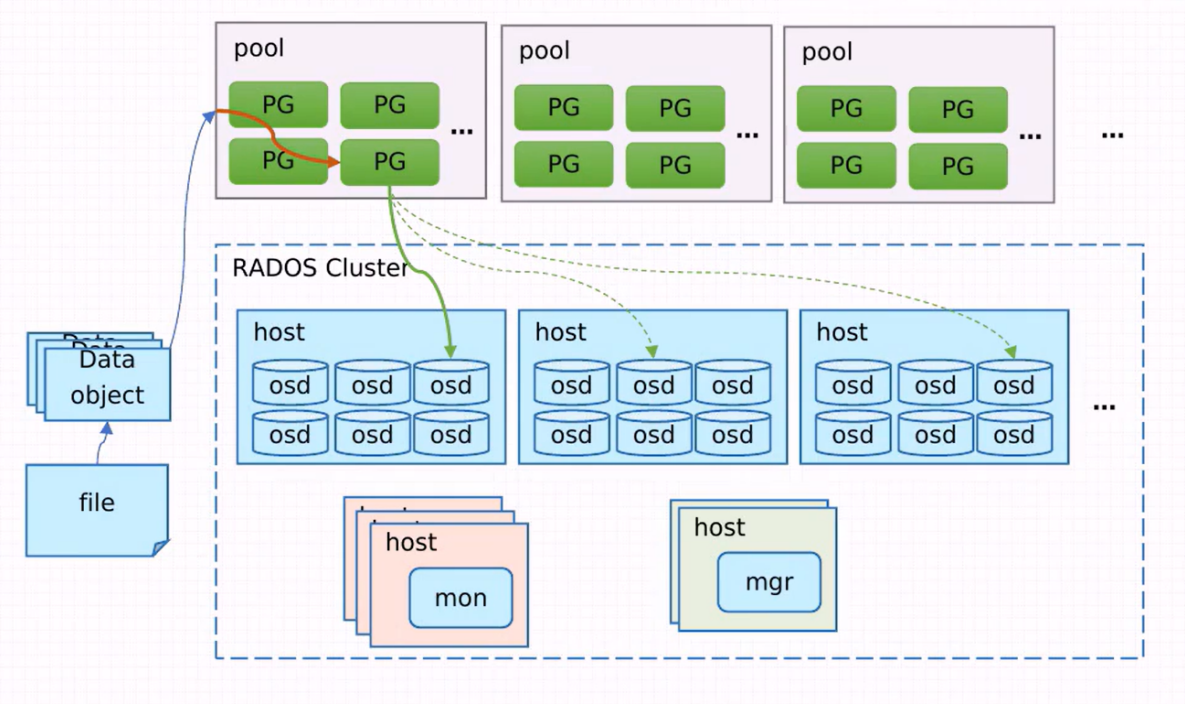 pool
PG PG
...
PG PG
pool
PG PG
...
PG PG
pool
PG PG
...
PG PG
...
RADOS Cluster
host
osd osd osd
osd osd osd
host
osd osd osd
osd osd osd
host
osd osd osd
osd osd osd
...
Data
Data
Data
object
file
host
mon
host
mgr